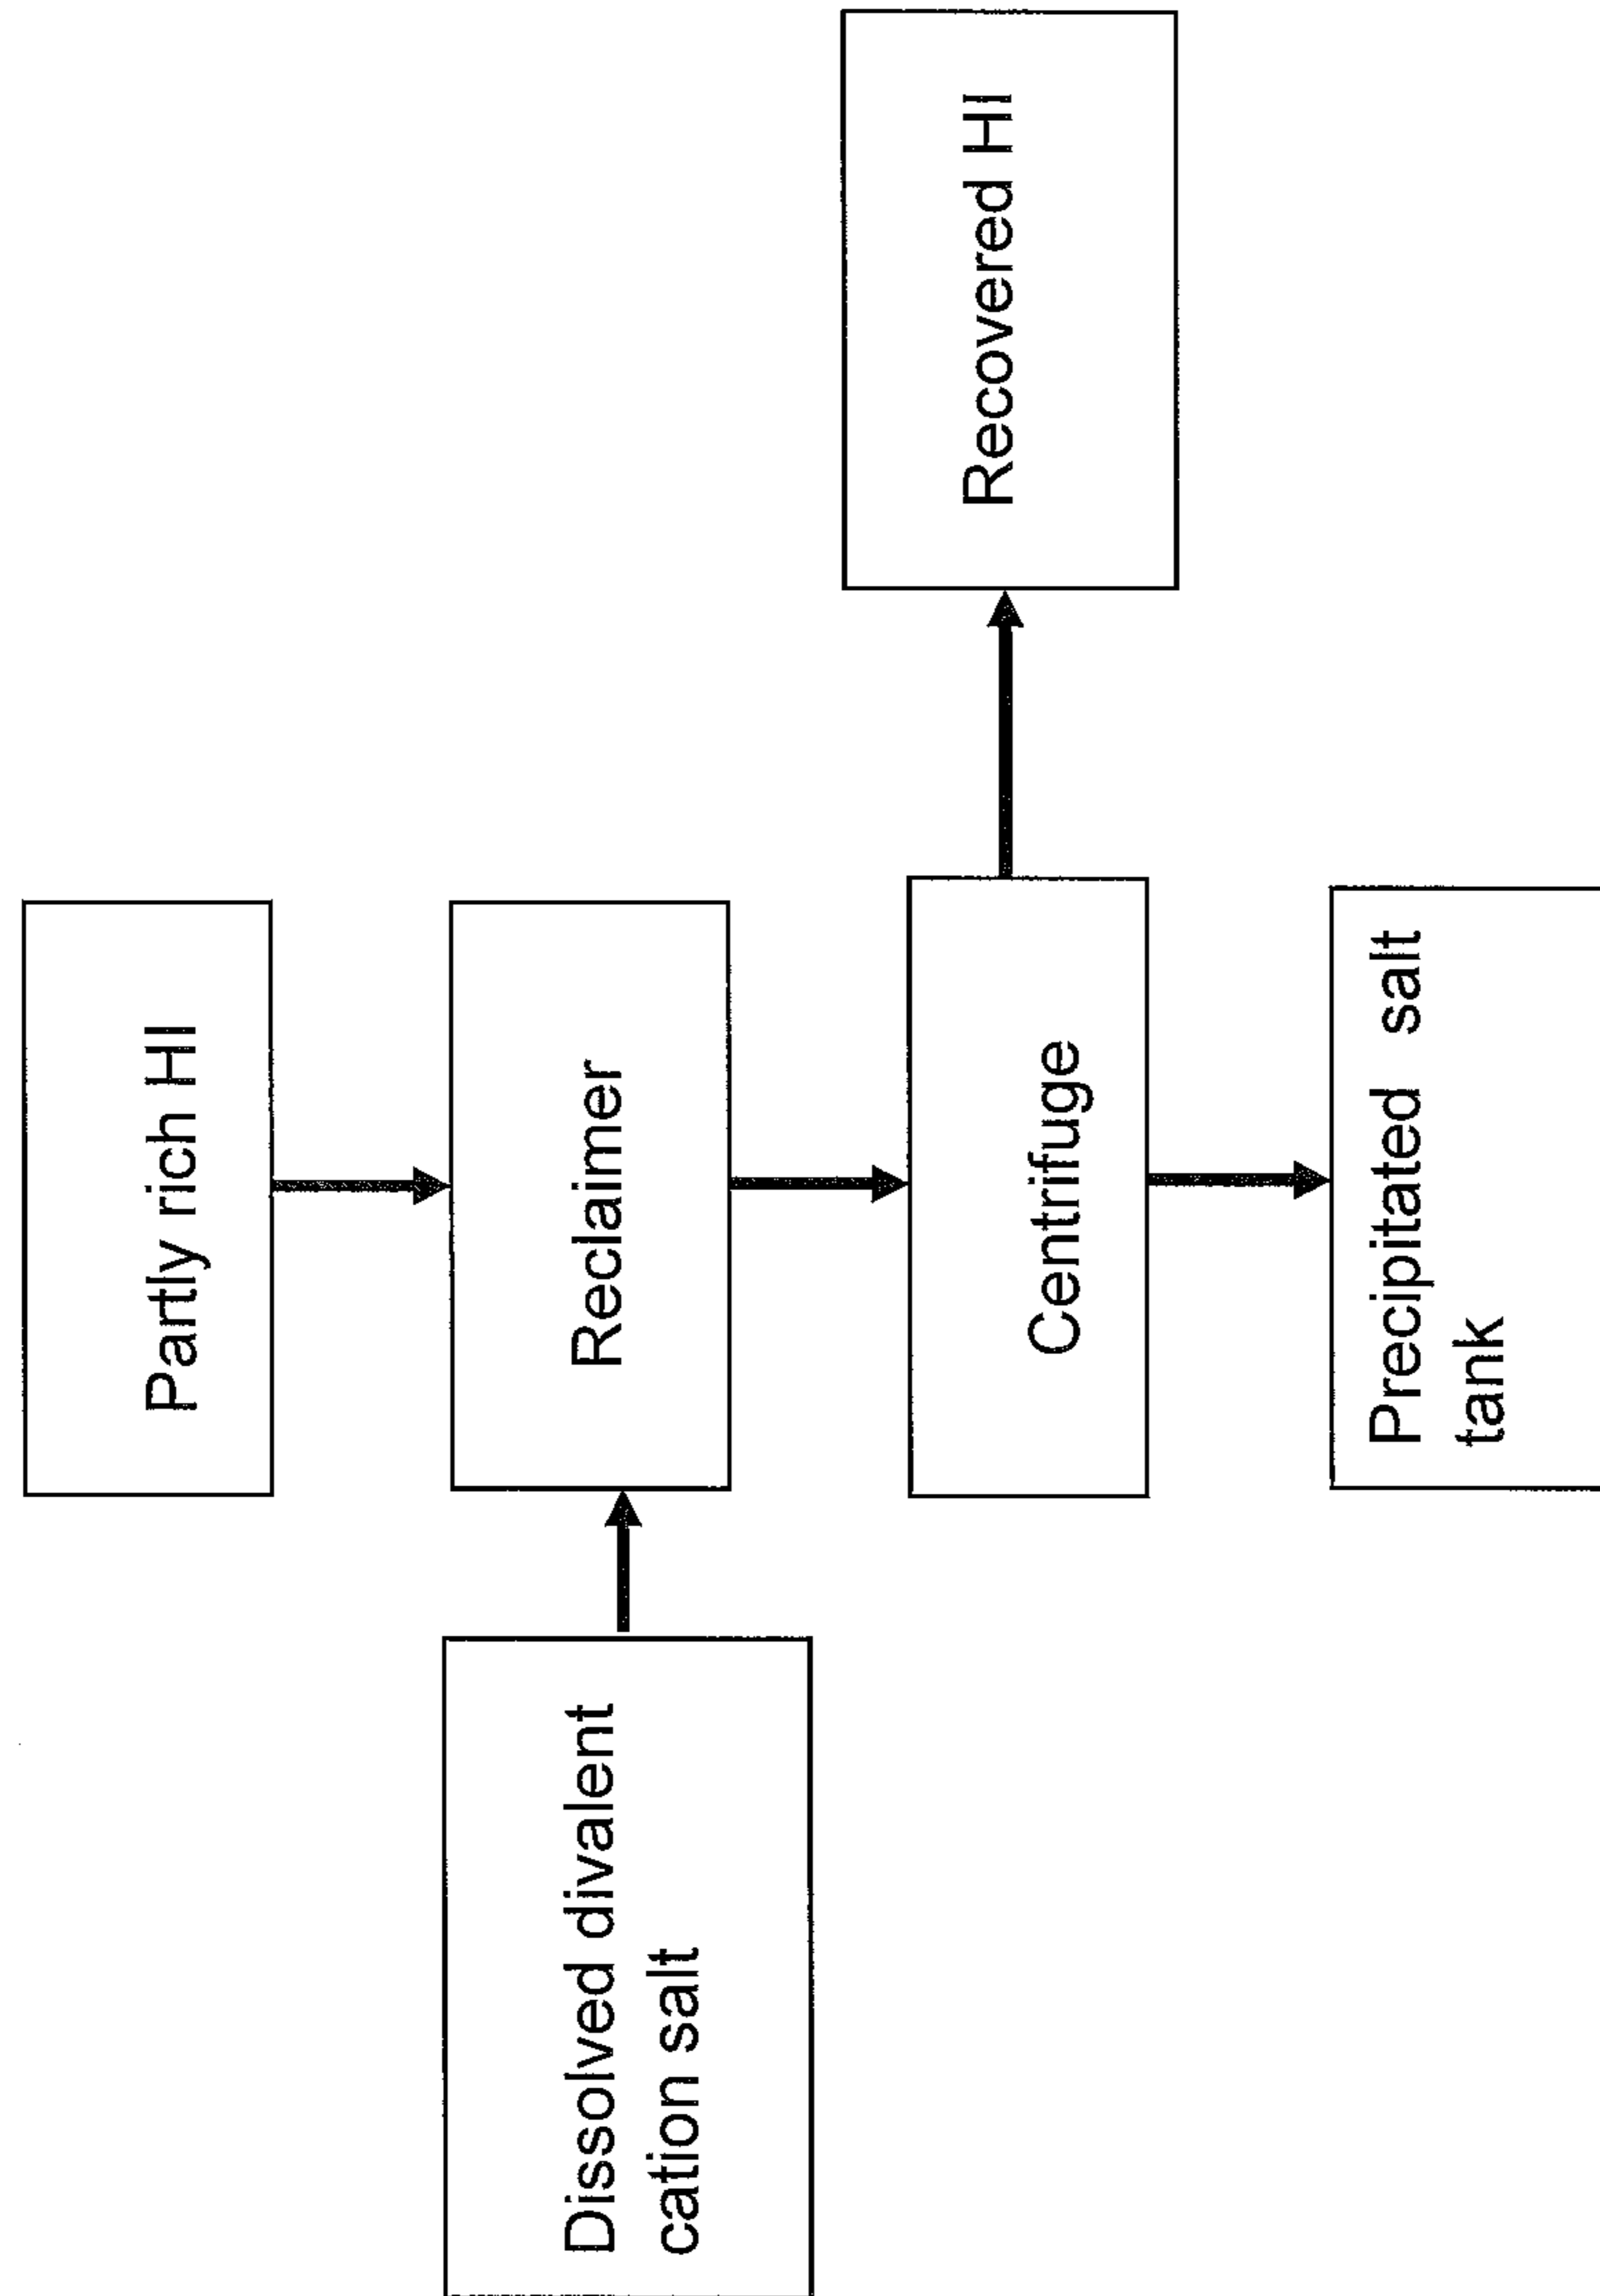 Partly rich HI
Dissolved divalent
cation salt
Reclaimer
Centrifuge
Recovered HI
Precipitated salt
tank